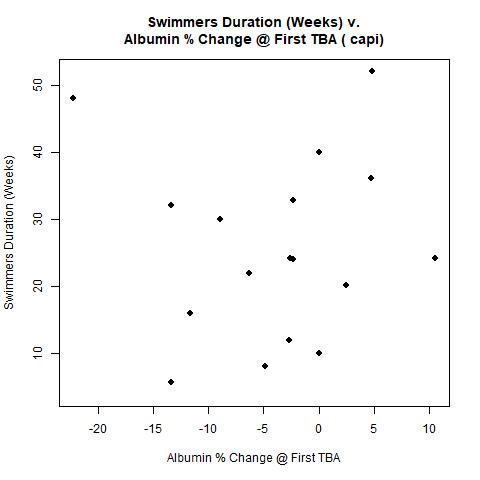 Swimmers Duration (Weeks) v.
Albumin % Change @ First TBA ( capi)
Swimmers Duration (Weeks)
50
40
30
20
10
-20 -15 -10 -5 0 5 10
Albumin % Change @ First TBA